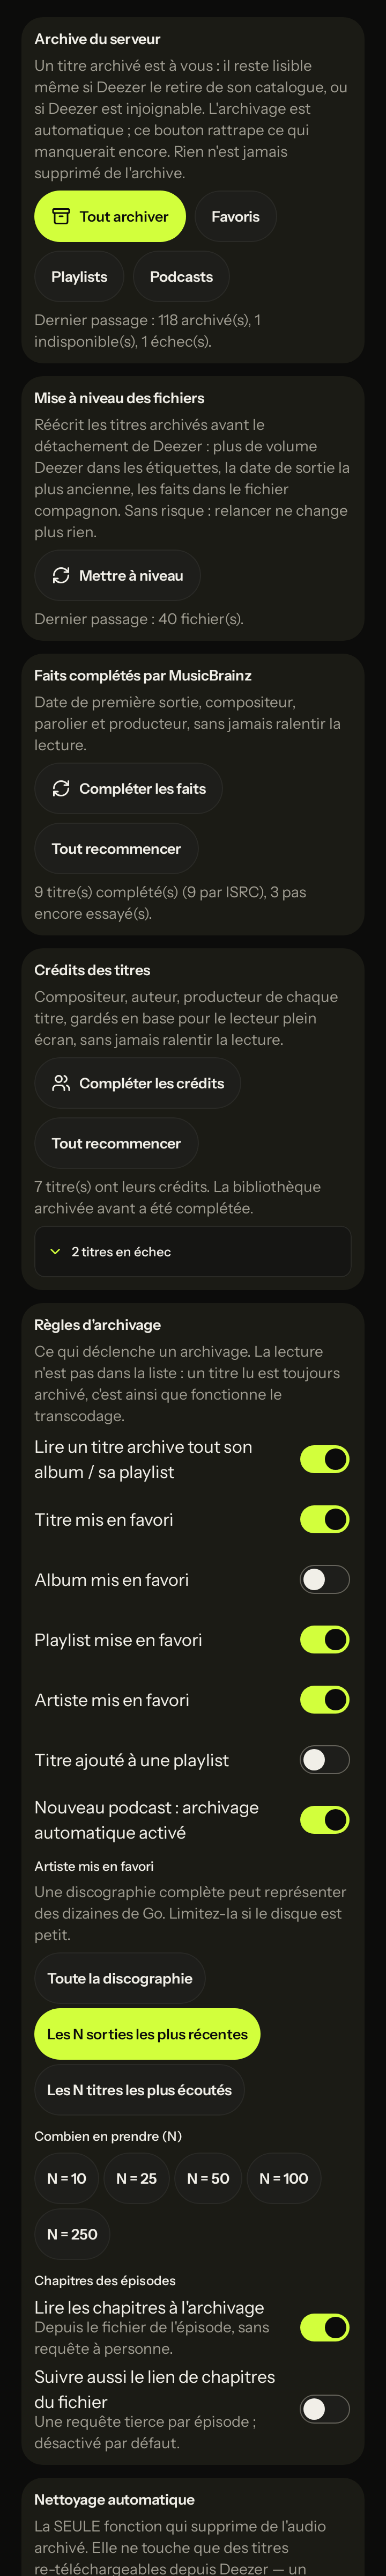 Archive du serveur
Un titre archivé est à vous : il reste lisible
même si Deezer le retire de son catalogue, ou
si Deezer est injoignable. L'archivage est
automatique ; ce bouton rattrape ce qui
manquerait encore. Rien n'est jamais
supprimé de l'archive.
Tout archiver
Favoris
Playlists
Podcasts
Dernier passage : 118 archivé(s), 1
indisponible(s), 1 échec(s).
Mise à niveau des fichiers
Réécrit les titres archivés avant le
détachement de Deezer : plus de volume
Deezer dans les étiquettes, la date de sortie la
plus ancienne, les faits dans le fichier
compagnon. Sans risque : relancer ne change
plus rien.
Mettre à niveau
Dernier passage : 40 fichier(s).
Faits complétés par MusicBrainz
Date de première sortie, compositeur,
parolier et producteur, sans jamais ralentir la
lecture.
Compléter les faits
Tout recommencer
9 titre(s) complété(s) (9 par ISRC), 3 pas
encore essayé(s).
Crédits des titres
Compositeur, auteur, producteur de chaque
titre, gardés en base pour le lecteur plein
écran, sans jamais ralentir la lecture.
Compléter les crédits
Tout recommencer
7 titre(s) ont leurs crédits. La bibliothèque
archivée avant a été complétée.
2 titres en échec
Règles d'archivage
Ce qui déclenche un archivage. La lecture
n'est pas dans la liste : un titre lu est toujours
archivé, c'est ainsi que fonctionne le
transcodage.
Lire un titre archive tout son
album / sa playlist
Titre mis en favori
Album mis en favori
Playlist mise en favori
Artiste mis en favori
Titre ajouté à une playlist
Nouveau podcast : archivage
automatique activé
Artiste mis en favori
Une discographie complète peut représenter
des dizaines de Go. Limitez-la si le disque est
petit.
Toute la discographie
Les N sorties les plus récentes
Les N titres les plus écoutés
Combien en prendre (N)
N = 10
N = 25
N = 50
N = 100
N = 250
Chapitres des épisodes
Lire les chapitres à l'archivage
Depuis le fichier de l'épisode, sans
requête à personne.
Suivre aussi le lien de chapitres
du fichier
Une requête tierce par épisode ;
désactivé par défaut.
Nettoyage automatique
La SEULE fonction qui supprime de l'audio
archivé. Elle ne touche que des titres
re-téléchargeables depuis Deezer — un